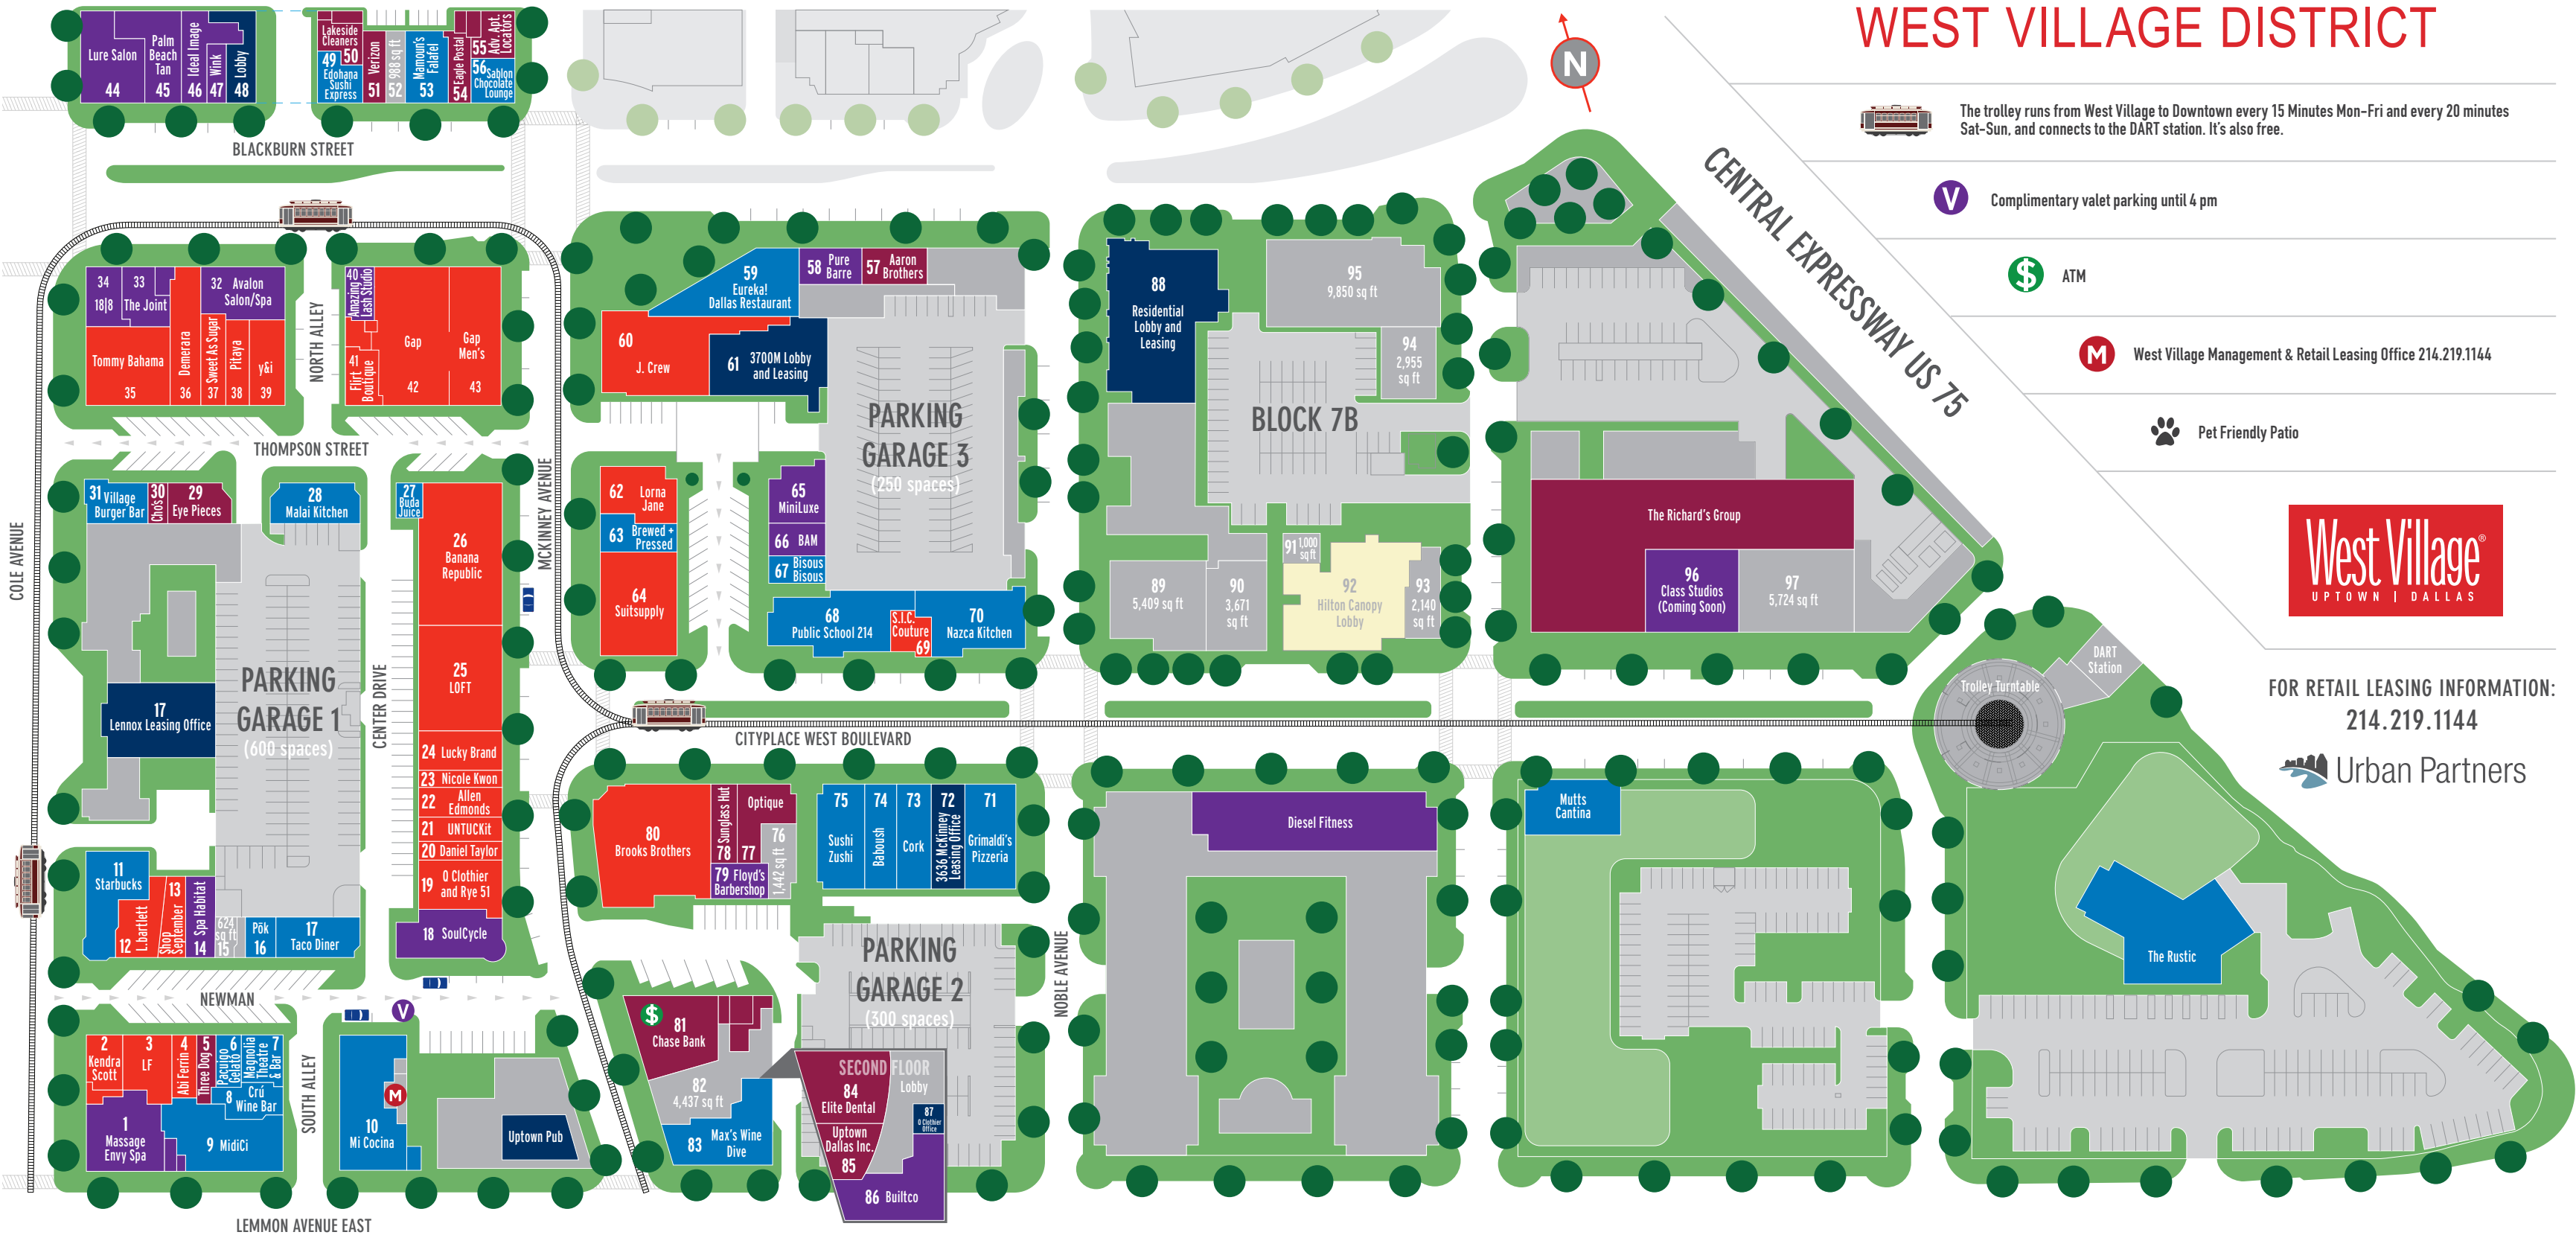 WEST VILLAGE DISTRICT
The trolley runs from West Village to Downtown every 15 Minutes Mon-Fri and every 20 minutes
Sat-Sun, and connects to the DART station. It's also free.
V
Complimentary valet parking until 4 pm
$
ATM
M
West Village Management & Retail Leasing Office 214.219.1144
Pet Friendly Patio
West Village®
UPTOWN | DALLAS
FOR RETAIL LEASING INFORMATION:
214.219.1144
Urban Partners
N
CENTRAL EXPRESSWAY US 75
Lure Salon
44
Palm
Beach
Tan
45
Ideal Image
46
Wink
47
Lobby
48
Lakeside
Cleaners
50
49
Edohana
Sushi
Express
Verizon
51
988 sq ft
52
Mamoun's
Falafel
53
Eagle Postal
54
55
Adv. Apt.
Locators
56
Sablon
Chocolate
Lounge
BLACKBURN STREET
34
18|8
33
The Joint
32 Avalon
Salon/Spa
Tommy Bahama
35
Demerara
36
Sweet As Sugar
37
Pitaya
38
y&i
39
NORTH ALLEY
40
Amazing
Lash Studio
41
Flirt
Boutique
Gap
42
Gap
Men's
43
THOMPSON STREET
MCKINNEY AVENUE
COLE AVENUE
31 Village
Burger Bar
30
Chos
29
Eye Pieces
28
Malai Kitchen
27
Buda
Juice
26
Banana
Republic
25
LOFT
24 Lucky Brand
23 Nicole Kwon
22 Allen
Edmonds
21 UNTUCKit
20 Daniel Taylor
19 Q Clothier
and Rye 51
18 SoulCycle
CENTER DRIVE
PARKING
GARAGE 1
(600 spaces)
17
Lennox Leasing Office
11
Starbucks
12
L.bartlett
13
Shop
September
Spa Habitat
14
624
sq ft
15
Pök
16
17
Taco Diner
NEWMAN
V
2
Kendra
Scott
3
LF
4
Abi Ferrin
5
Three Dog
6
Paciugo
Gelato
7
Magnolia
Theatre
& Bar
8 Crú
Wine Bar
1
Massage
Envy Spa
9 MidiCi
SOUTH ALLEY
M
10
Mi Cocina
Uptown Pub
LEMMON AVENUE EAST
59
Eureka!
Dallas Restaurant
58 Pure
Barre
57 Aaron
Brothers
60
J. Crew
61 3700M Lobby
and Leasing
PARKING
GARAGE 3
(250 spaces)
62 Lorna
Jane
63 Brewed +
Pressed
64
Suitsupply
65
MiniLuxe
66 BAM
67 Bisous
Bisous
68
Public School 214
S.I.C.
Couture
69
70
Nazca Kitchen
CITYPLACE WEST BOULEVARD
80
Brooks Brothers
Sunglass Hut
78
Optique
77
76
1,442 sq ft
79 Floyd's
Barbershop
75
Sushi
Zushi
74
Baboush
73
Cork
72
3636 McKinney
Leasing Office
71
Grimaldi's
Pizzeria
PARKING
GARAGE 2
(300 spaces)
NOBLE AVENUE
$
81
Chase Bank
82
4,437 sq ft
83 Max's Wine
Dive
SECOND FLOOR
84
Elite Dental
Lobby
Uptown
Dallas Inc.
85
87
Q Clothier
Office
86 Builtco
88
Residential
Lobby and
Leasing
95
9,850 sq ft
94
2,955
sq ft
BLOCK 7B
91 1,000
sq ft
89
5,409 sq ft
90
3,671
sq ft
92
Hilton Canopy
Lobby
93
2,140
sq ft
The Richard's Group
96
Class Studios
(Coming Soon)
97
5,724 sq ft
DART
Station
Trolley Turntable
Diesel Fitness
Mutts
Cantina
The Rustic